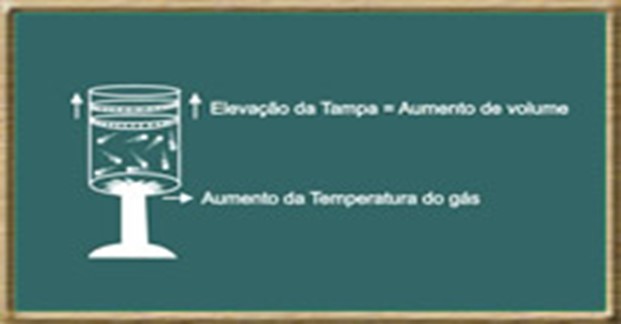 Elevação da Tampa = Aumento de volume
Aumento da Temperatura do gás